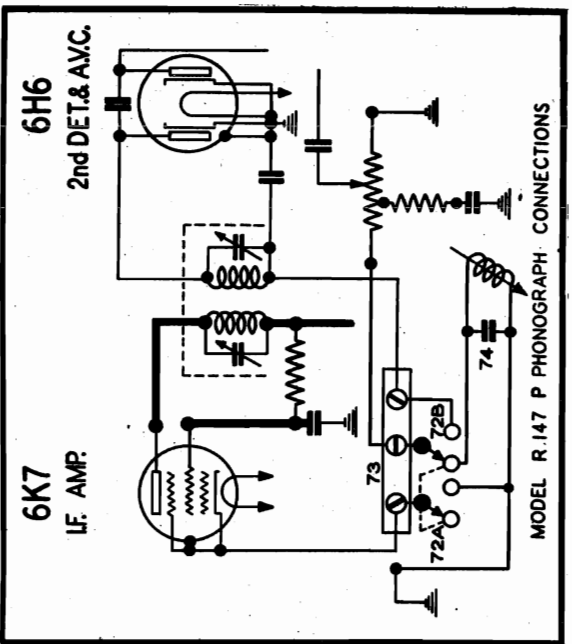 6K7
I.F. AMP.
6H6
2nd DET. & A.V.C.
73
72A
72B
74
MODEL R.147 P PHONOGRAPH CONNECTIONS